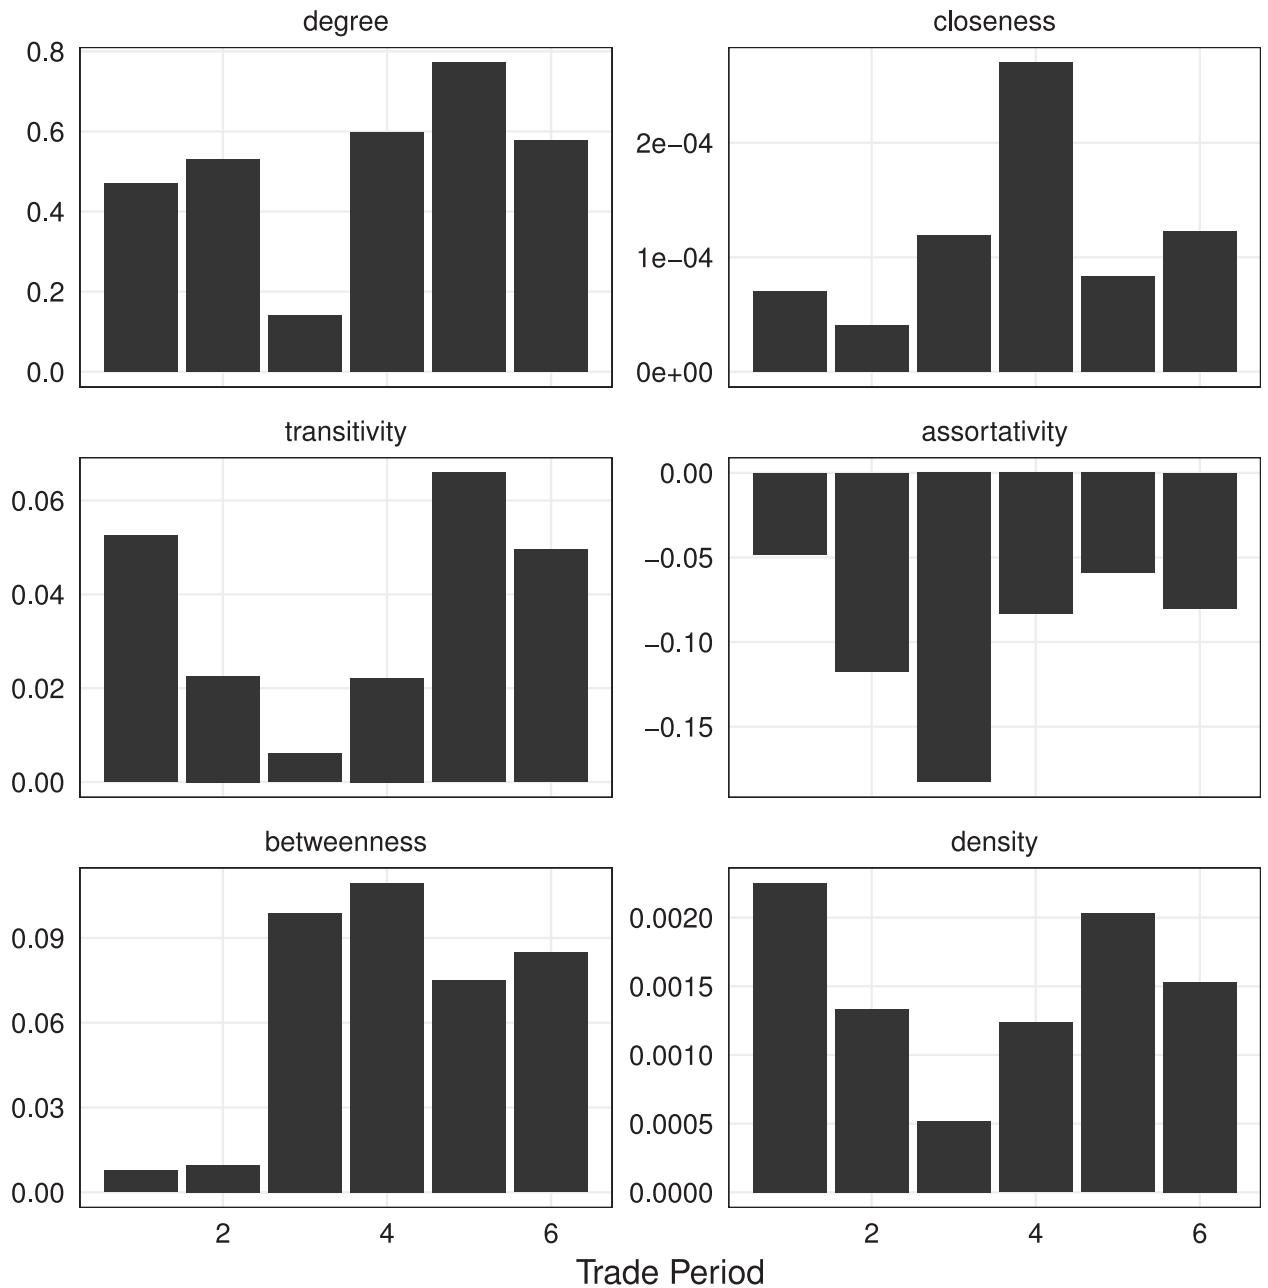 degree
0.8
0.6
0.4
0.2
0.0
closeness
2e−04
1e−04
0e+00
transitivity
0.06
0.04
0.02
0.00
assortativity
0.00
−0.05
−0.10
−0.15
betweenness
0.09
0.06
0.03
0.00
2 4 6
density
0.0020
0.0015
0.0010
0.0005
0.0000
2 4 6
Trade Period